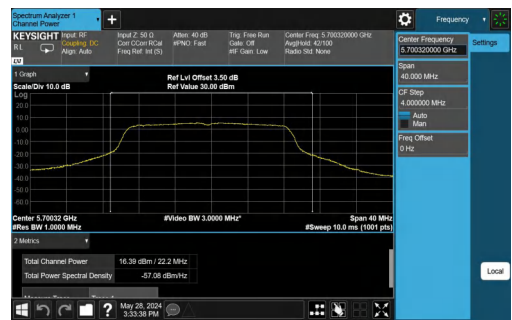 Spectrum Analyzer 1
Channel Power
Frequency
KEYSIGHT
Input: RF
Input Z: 50 Ω
Atten: 40 dB
Trig: Free Run
Center Freq: 5.700320000 GHz
RL
Coupling: DC
Corr CCorr RCal
#PNO: Fast
Gate: Off
Avg|Hold: 42/100
Align: Auto
Freq Ref: Int (S)
#IF Gain: Low
Radio Std: None
Center Frequency
5.700320000 GHz
Settings
Span
40.000 MHz
CF Step
4.000000 MHz
Auto
Man
Freq Offset
0 Hz
Local
1 Graph
Ref Lvl Offset 3.50 dB
Scale/Div 10.0 dB
Ref Value 30.00 dBm
Log
20.0
10.0
0.00
-10.0
-20.0
-30.0
-40.0
-50.0
-60.0
Center 5.70032 GHz
#Video BW 3.0000 MHz*
Span 40 MHz
#Res BW 1.0000 MHz
#Sweep 10.0 ms (1001 pts)
2 Metrics
Total Channel Power
16.39 dBm / 22.2 MHz
Total Power Spectral Density
-57.08 dBm/Hz
?
May 28, 2024
3:33:38 PM